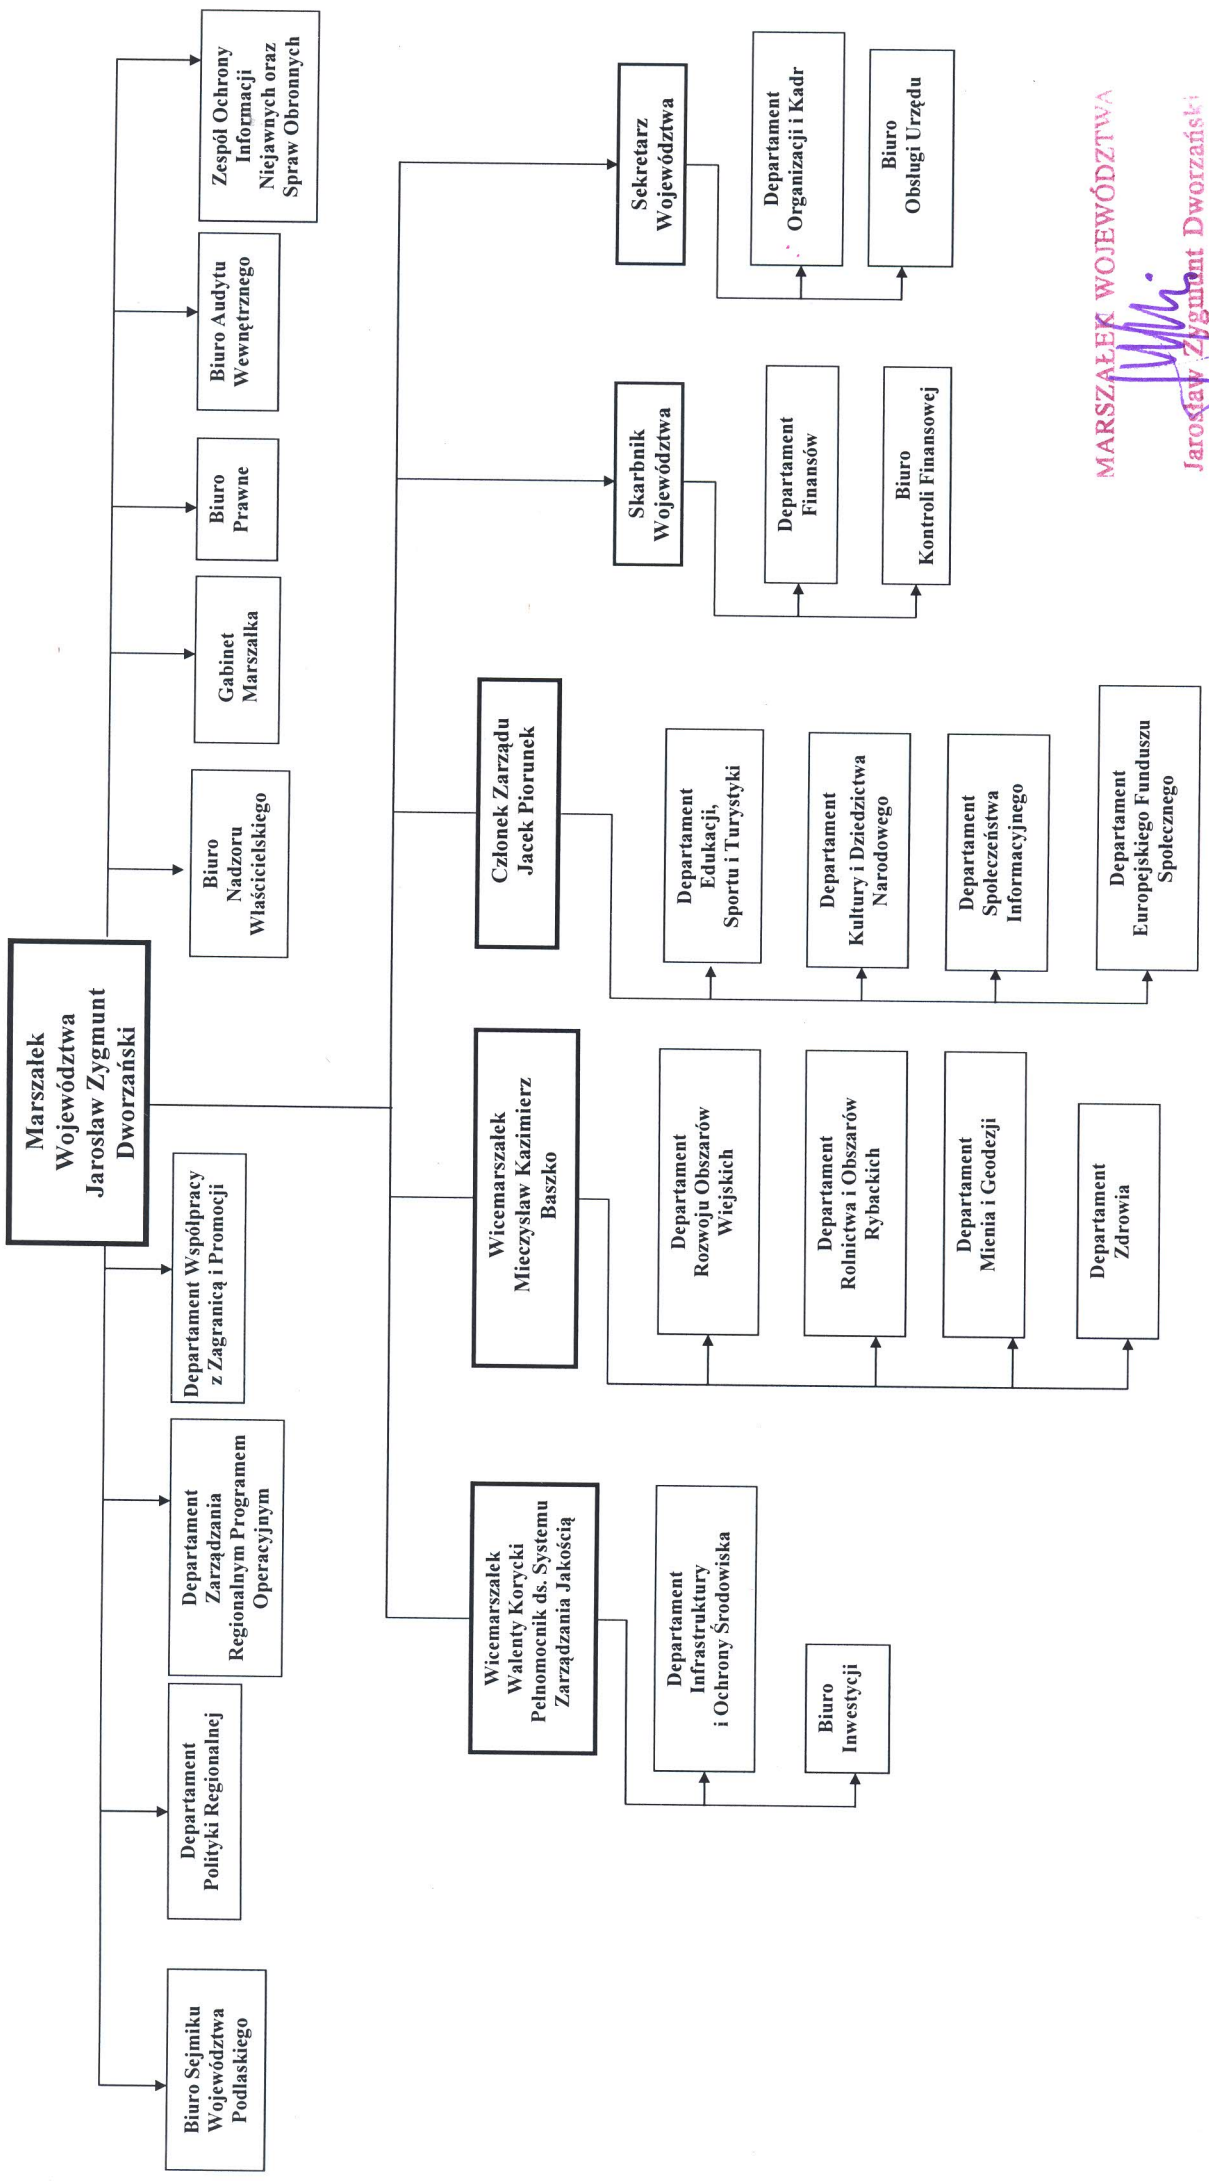 Marszałek
Województwa
Jarosław Zygmunt
Dworzański
Biuro Sejmiku
Województwa
Podlaskiego
Departament
Polityki Regionalnej
Departament
Zarządzania
Regionalnym Programem
Operacyjnym
Departament Współpracy
z Zagranicą i Promocji
Biuro
Nadzoru
Właścicielskiego
Gabinet
Marszałka
Biuro
Prawne
Biuro Audytu
Wewnętrznego
Zespół Ochrony
Informacji
Niejawnych oraz
Spraw Obronnych
Wicemarszałek
Walenty Korycki
Pełnomocnik ds. Systemu
Zarządzania Jakością
Departament
Infrastruktury
i Ochrony Środowiska
Biuro
Inwestycji
Wicemarszałek
Mieczysław Kazimierz
Baszko
Departament
Rozwoju Obszarów
Wiejskich
Departament
Rolnictwa i Obszarów
Rybackich
Departament
Mienia i Geodezji
Departament
Zdrowia
Członek Zarządu
Jacek Piorunek
Departament
Edukacji,
Sportu i Turystyki
Departament
Kultury i Dziedzictwa
Narodowego
Departament
Społeczeństwa
Informacyjnego
Departament
Europejskiego Funduszu
Społecznego
Skarbnik
Województwa
Departament
Finansów
Biuro
Kontroli Finansowej
Sekretarz
Województwa
Departament
Organizacji i Kadr
Biuro
Obsługi Urzędu
MARSZAŁEK WOJEWÓDZTWA
Jarosław Zygmunt Dworzański